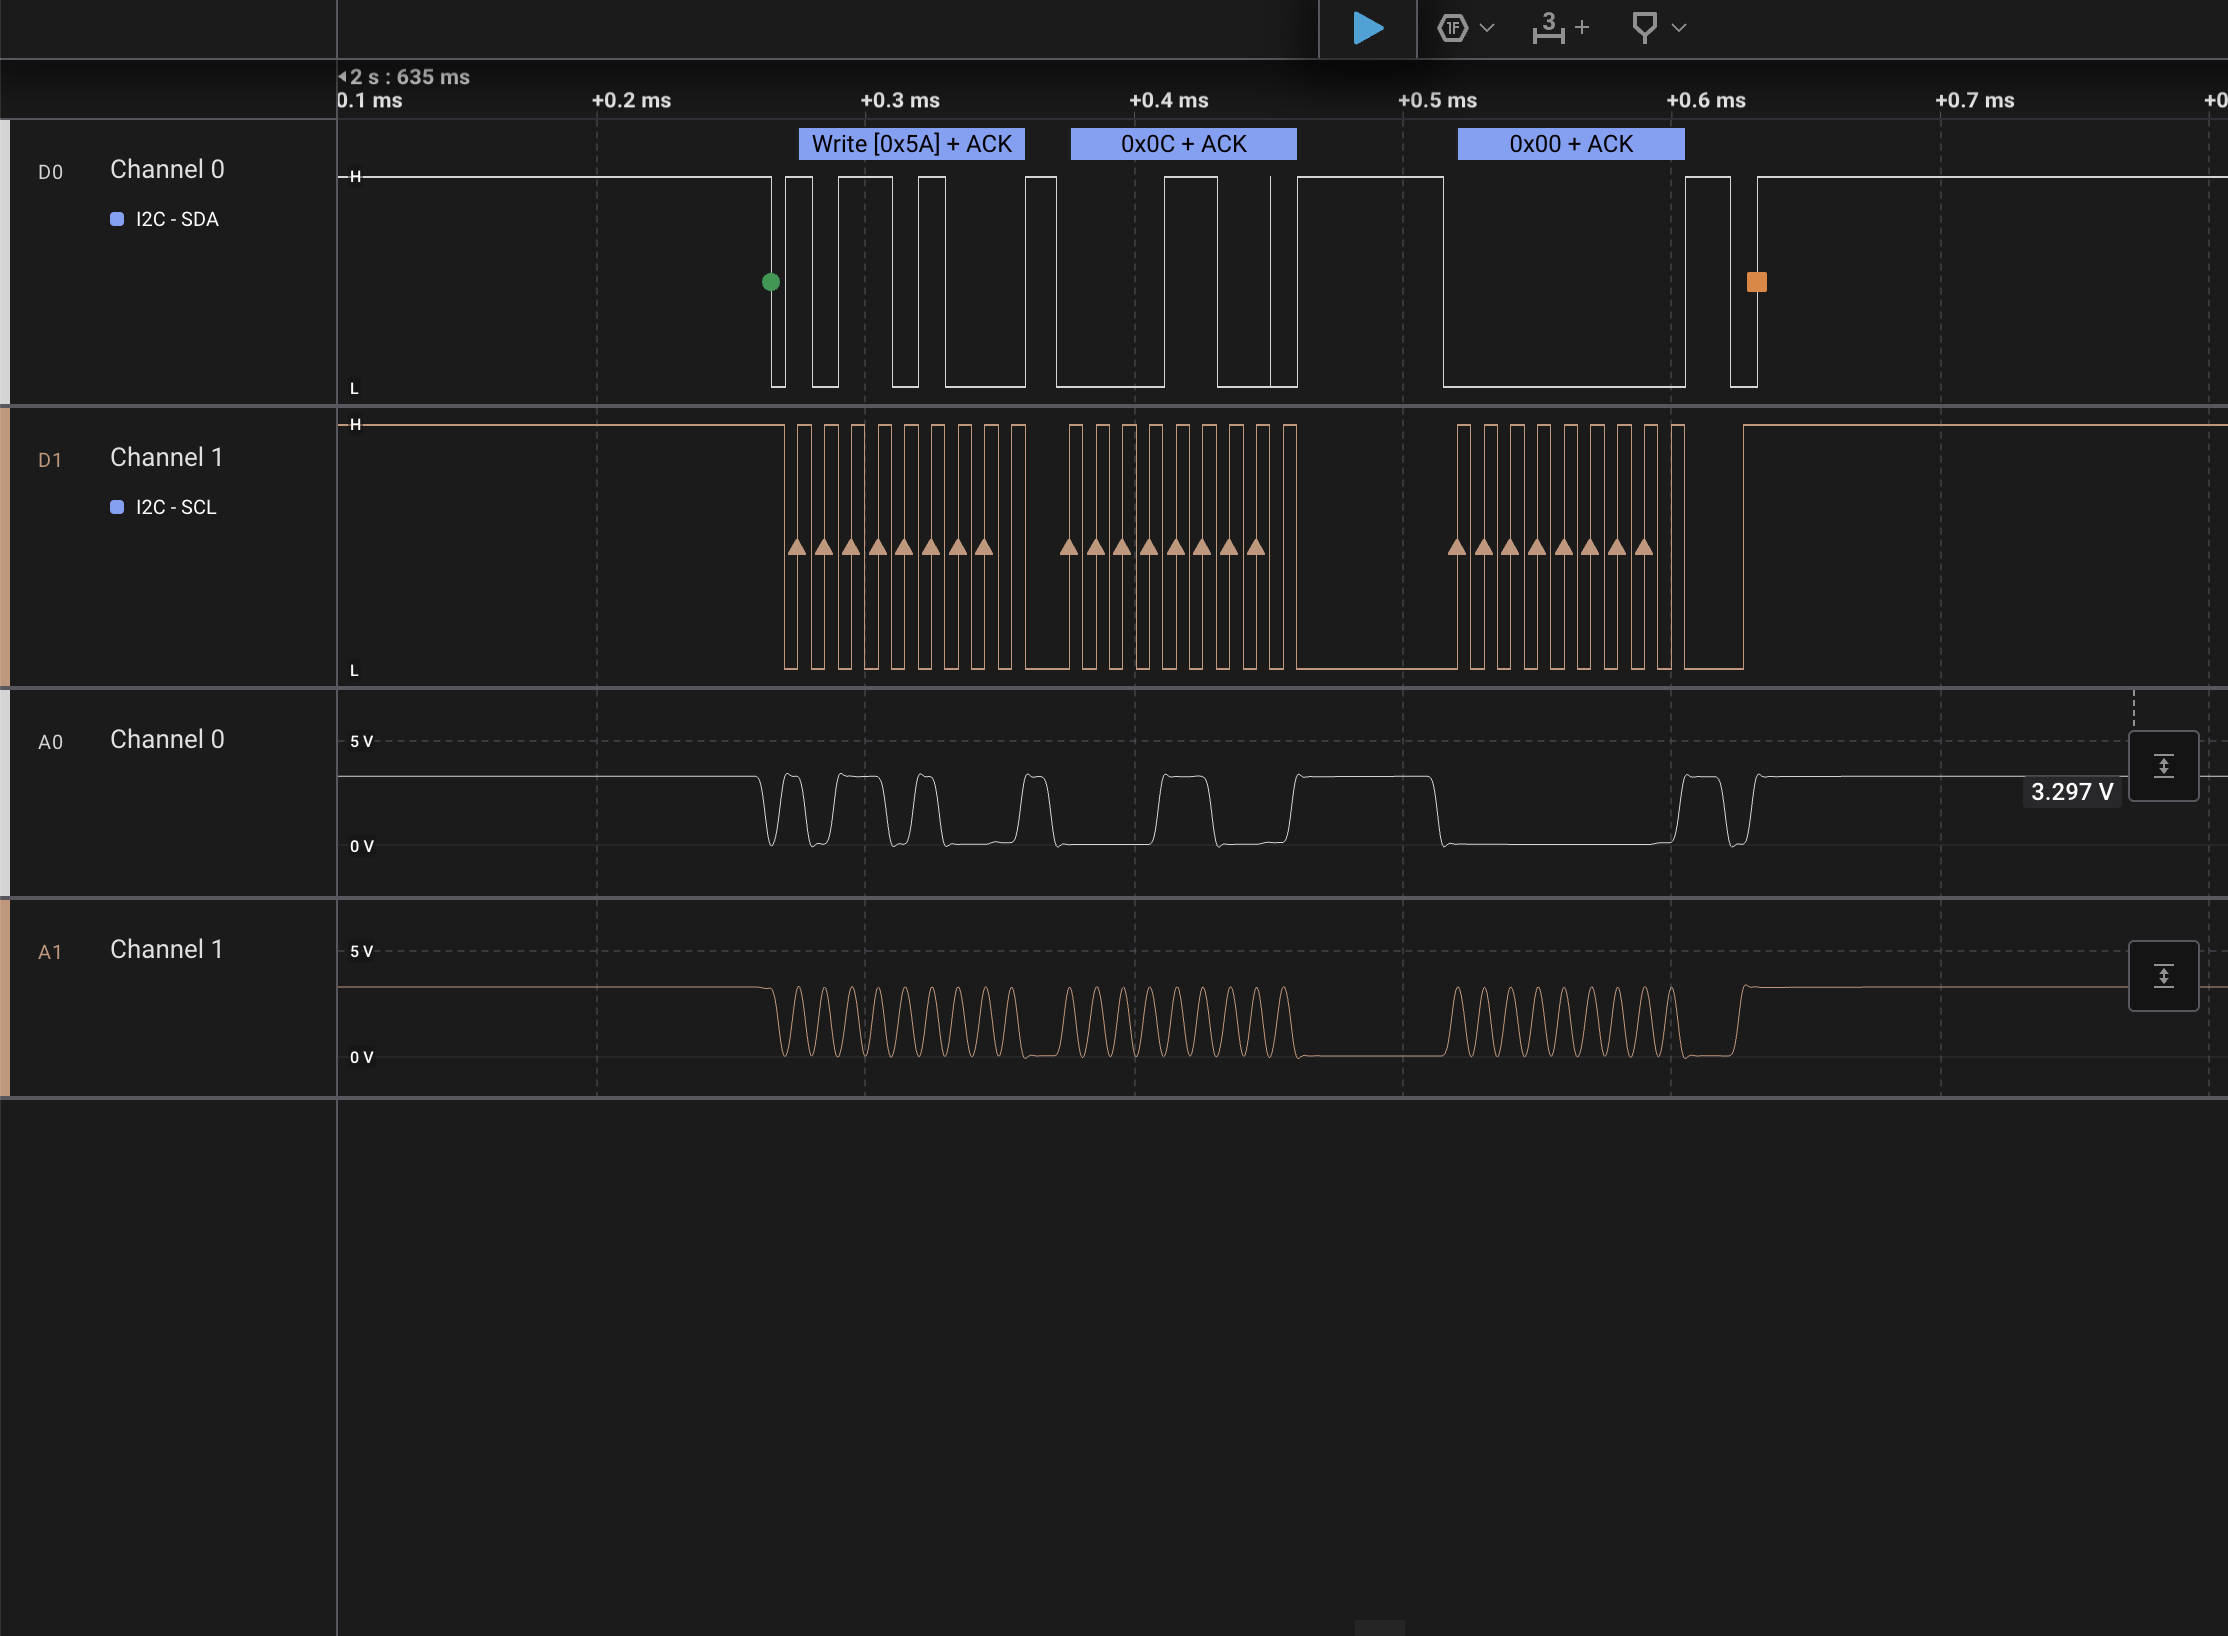 3 +
2 s : 635 ms
0.1 ms +0.2 ms +0.3 ms +0.4 ms +0.5 ms +0.6 ms +0.7 ms +0
Write [0x5A] + ACK 0x0C + ACK 0x00 + ACK
D0 Channel 0 H
I2C - SDA
L
H
D1 Channel 1
I2C - SCL
L
A0 Channel 0 5 V
3.297 V
0 V
A1 Channel 1 5 V
0 V